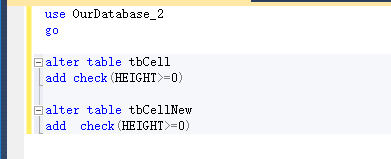 use OurDatabase_2
go
alter table tbCell
add check(HEIGHT>=0)
alter table tbCellNew
add  check(HEIGHT>=0)